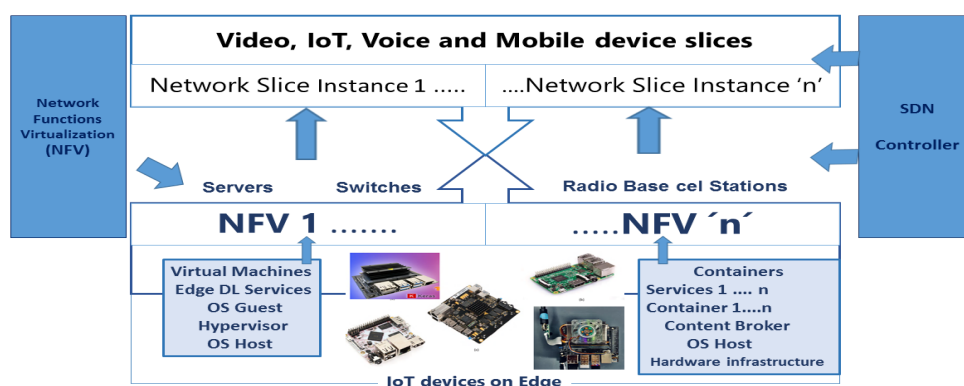 Video, IoT, Voice and Mobile device slices
Network Slice Instance 1 .....
....Network Slice Instance 'n'
Network
Functions
Virtualization
(NFV)
SDN
Controller
Servers
Switches
Radio Base cel Stations
NFV 1 .......
.....NFV ´n´
Virtual Machines
Edge DL Services
OS Guest
Hypervisor
OS Host
Containers
Services 1 .... n
Container 1....n
Content Broker
OS Host
Hardware infrastructure
IoT devices on Edge